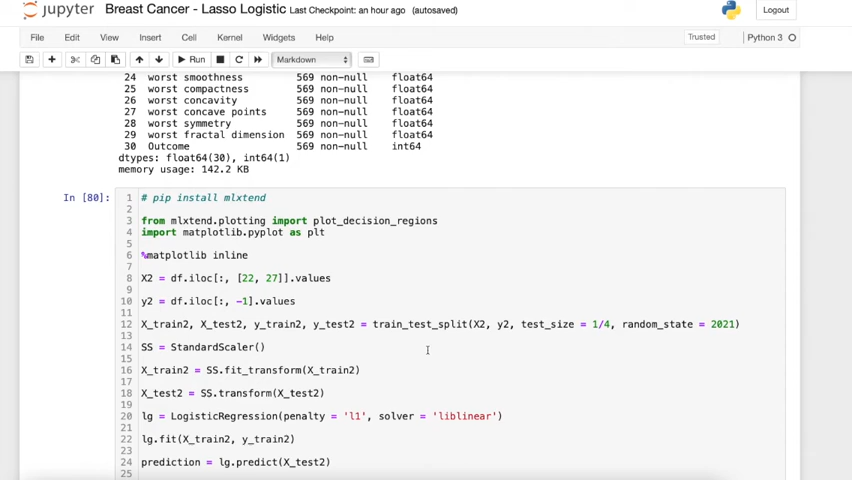 jupyter Breast Cancer - Lasso Logistic Last Checkpoint: an hour ago (autosaved) Logout
File Edit View Insert Cell Kernel Widgets Help Trusted Python 3
Run Markdown
24 worst smoothness 569 non-null float64
25 worst compactness 569 non-null float64
26 worst concavity 569 non-null float64
27 worst concave points 569 non-null float64
28 worst symmetry 569 non-null float64
29 worst fractal dimension 569 non-null float64
30 Outcome 569 non-null int64
dtypes: float64(30), int64(1)
memory usage: 142.2 KB
In [80]: 1 # pip install mlxtend
2
3 from mlxtend.plotting import plot_decision_regions
4 import matplotlib.pyplot as plt
5
6 %matplotlib inline
7
8 X2 = df.iloc[:, [22, 27]].values
9
10 y2 = df.iloc[:, -1].values
11
12 X_train2, X_test2, y_train2, y_test2 = train_test_split(X2, y2, test_size = 1/4, random_state = 2021)
13
14 SS = StandardScaler()
15
16 X_train2 = SS.fit_transform(X_train2)
17
18 X_test2 = SS.transform(X_test2)
19
20 lg = LogisticRegression(penalty = 'l1', solver = 'liblinear')
21
22 lg.fit(X_train2, y_train2)
23
24 prediction = lg.predict(X_test2)
25